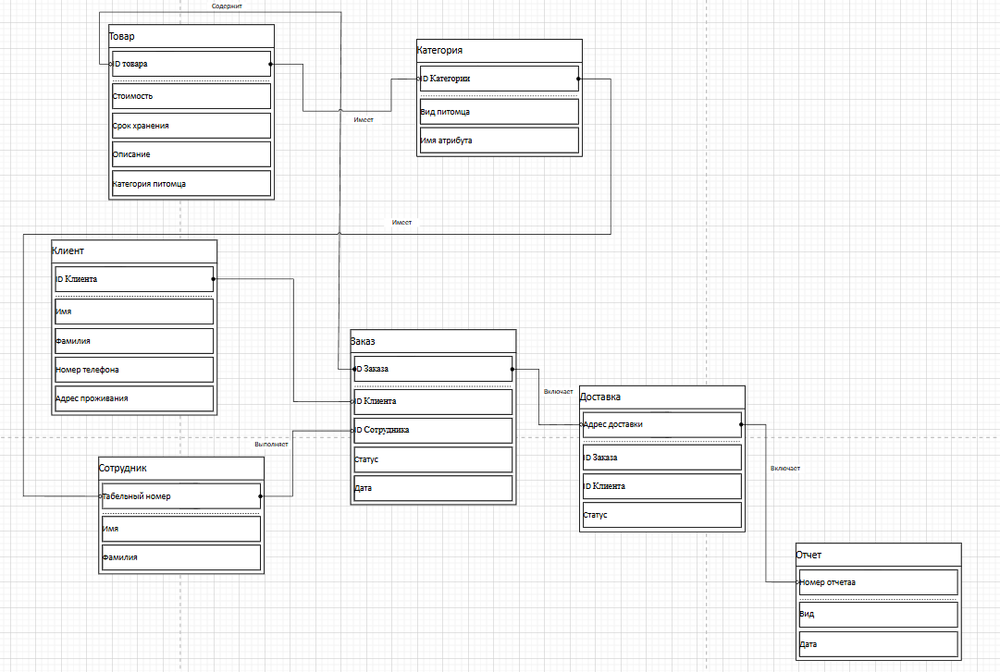 Содержит
Товар
ID товара
Стоимость
Срок хранения
Описание
Категория питомца
Категория
ID Категории
Вид питомца
Имя атрибута
Имеет
Имеет
Клиент
ID Клиента
Имя
Фамилия
Номер телефона
Адрес проживания
Заказ
ID Заказа
ID Клиента
ID Сотрудника
Статус
Дата
Выполняет
Сотрудник
Табельный номер
Имя
Фамилия
Включает
Доставка
Адрес доставки
ID Заказа
ID Клиента
Статус
Включает
Отчет
Номер отчетаа
Вид
Дата